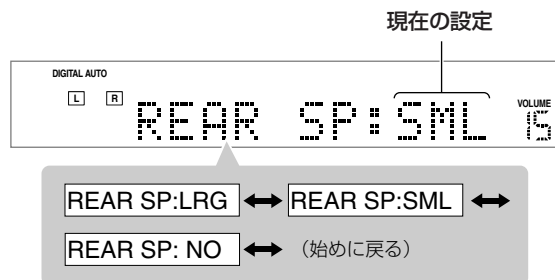 現在の設定
DIGITAL AUTO
L R
REAR SP:SML
VOLUME
15
REAR SP:LRG ↔ REAR SP:SML ↔
REAR SP: NO ↔ （始めに戻る）